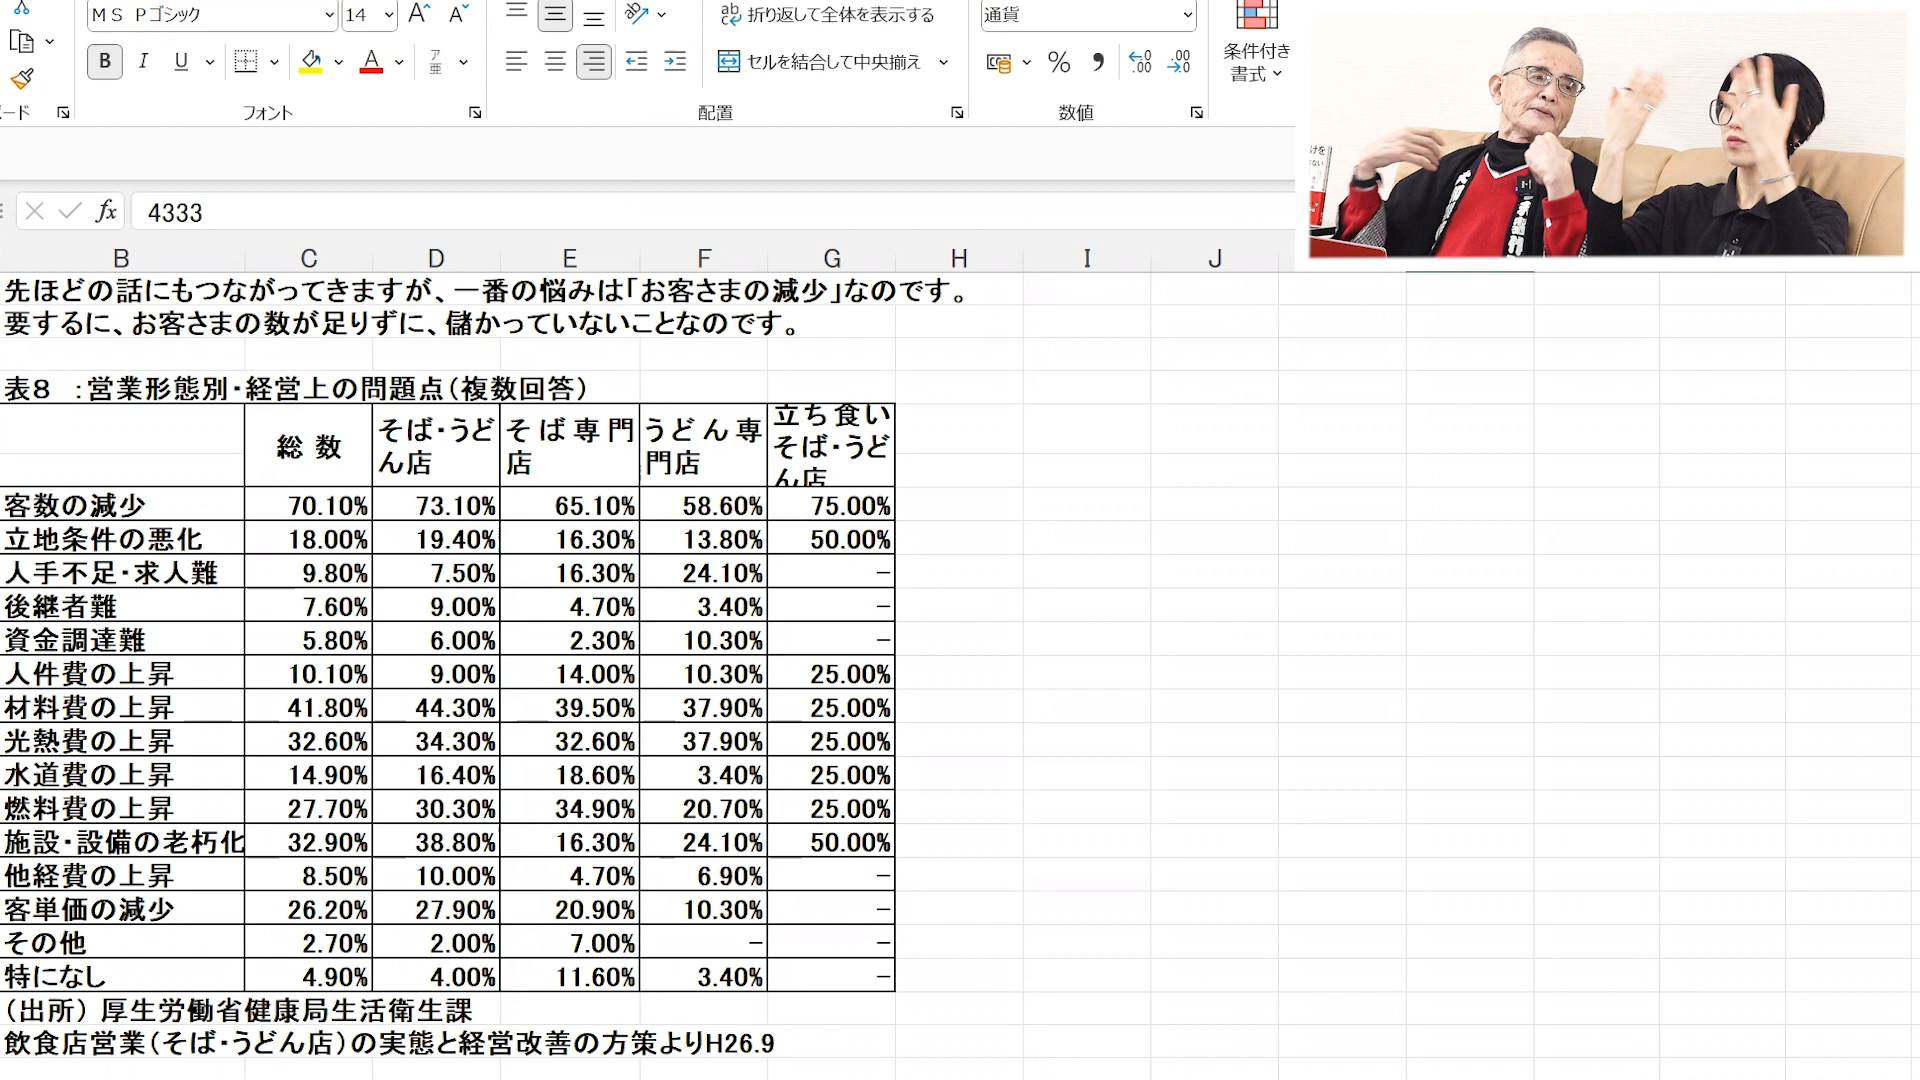 ＭＳ Ｐゴシック 14 A A 折り返して全体を表示する 通貨
条件付き
書式
B I U A ア 亜 セルを結合して中央揃え % 9 .00 .00
ード フォント 配置 数値
fx 4333
B C D E F G H I J
先ほどの話にもつながってきますが、一番の悩みは「お客さまの減少」なのです。
要するに、お客さまの数が足りずに、儲かっていないことなのです。
表８ ：営業形態別・経営上の問題点（複数回答）
総 数 そば・うどん店 そば専門店 うどん専門店 立ち食いそば・うどん店
客数の減少 70.10% 73.10% 65.10% 58.60% 75.00%
立地条件の悪化 18.00% 19.40% 16.30% 13.80% 50.00%
人手不足・求人難 9.80% 7.50% 16.30% 24.10% －
後継者難 7.60% 9.00% 4.70% 3.40% －
資金調達難 5.80% 6.00% 2.30% 10.30% －
人件費の上昇 10.10% 9.00% 14.00% 10.30% 25.00%
材料費の上昇 41.80% 44.30% 39.50% 37.90% 25.00%
光熱費の上昇 32.60% 34.30% 32.60% 37.90% 25.00%
水道費の上昇 14.90% 16.40% 18.60% 3.40% 25.00%
燃料費の上昇 27.70% 30.30% 34.90% 20.70% 25.00%
施設・設備の老朽化 32.90% 38.80% 16.30% 24.10% 50.00%
他経費の上昇 8.50% 10.00% 4.70% 6.90% －
客単価の減少 26.20% 27.90% 20.90% 10.30% －
その他 2.70% 2.00% 7.00% － －
特になし 4.90% 4.00% 11.60% 3.40% －
（出所）厚生労働省健康局生活衛生課
飲食店営業（そば・うどん店）の実態と経営改善の方策よりH26.9